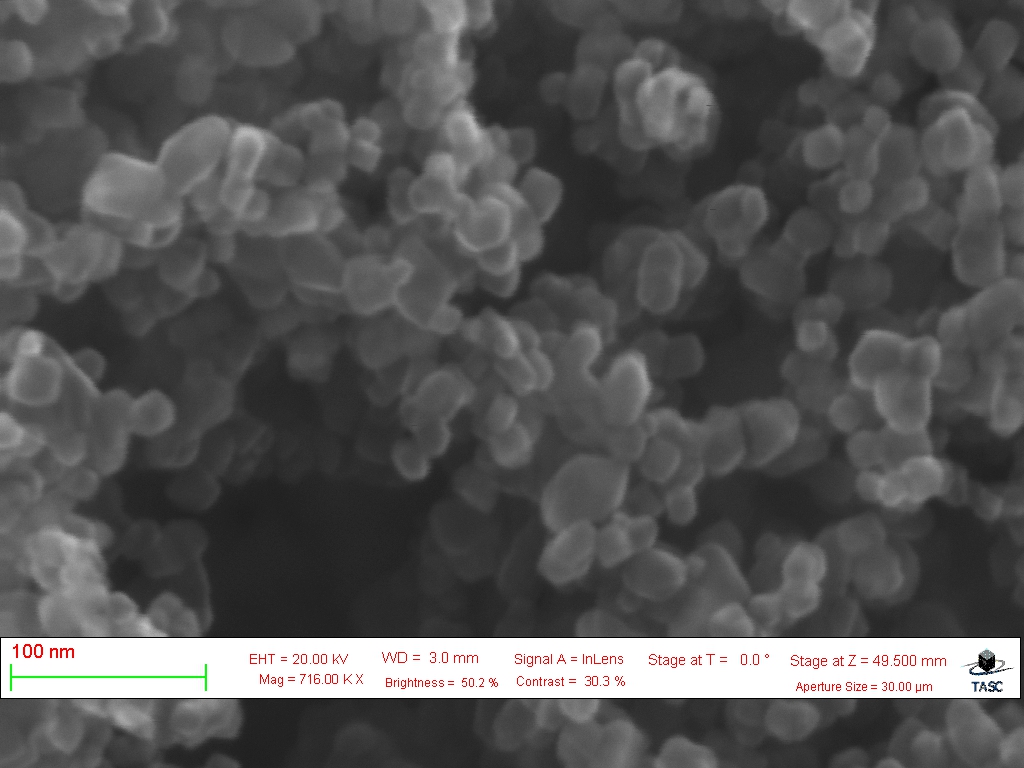 100 nm
EHT = 20.00 kV
Mag = 716.00 K X
WD = 3.0 mm
Brightness = 50.2 %
Signal A = InLens
Contrast = 30.3 %
Stage at T = 0.0 °
Stage at Z = 49.500 mm
Aperture Size = 30.00 µm
TASC